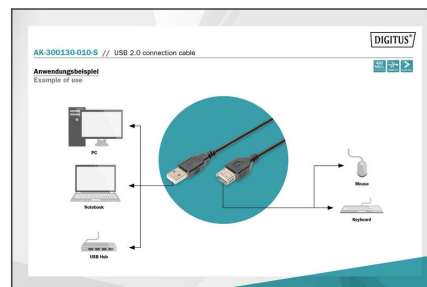 DIGITUS®
AK-300130-010-S // USB 2.0 connection cable
Anwendungsbeispiel
Example of use
PC
Notebook
USB Hub
Mouse
Keyboard